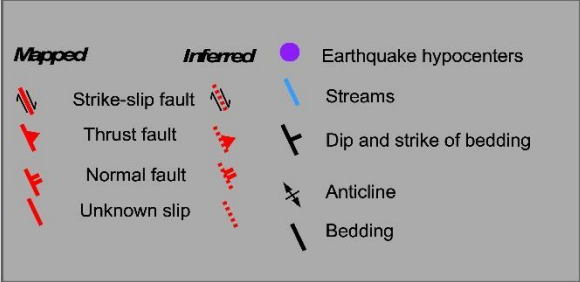 Mapped Inferred Earthquake hypocenters
Strike-slip fault Streams
Thrust fault Dip and strike of bedding
Normal fault Anticline
Unknown slip Bedding